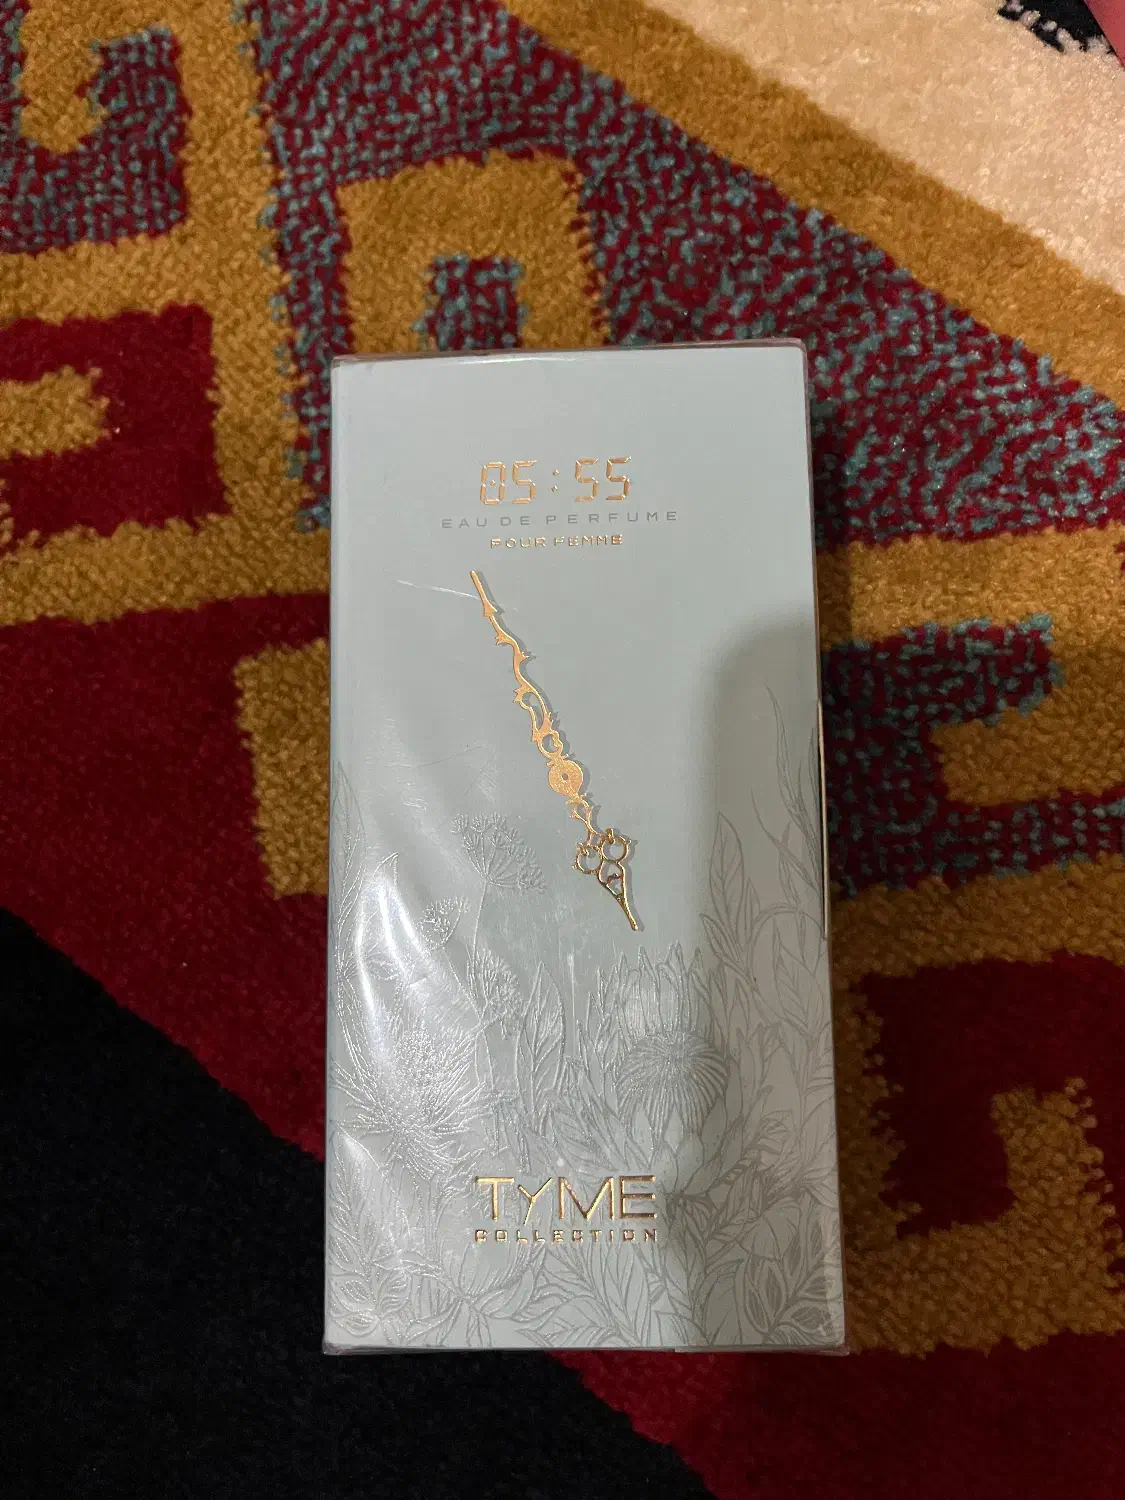 05:55
EAU DE PERFUME
POUR FEMME
TYME
COLLECTION